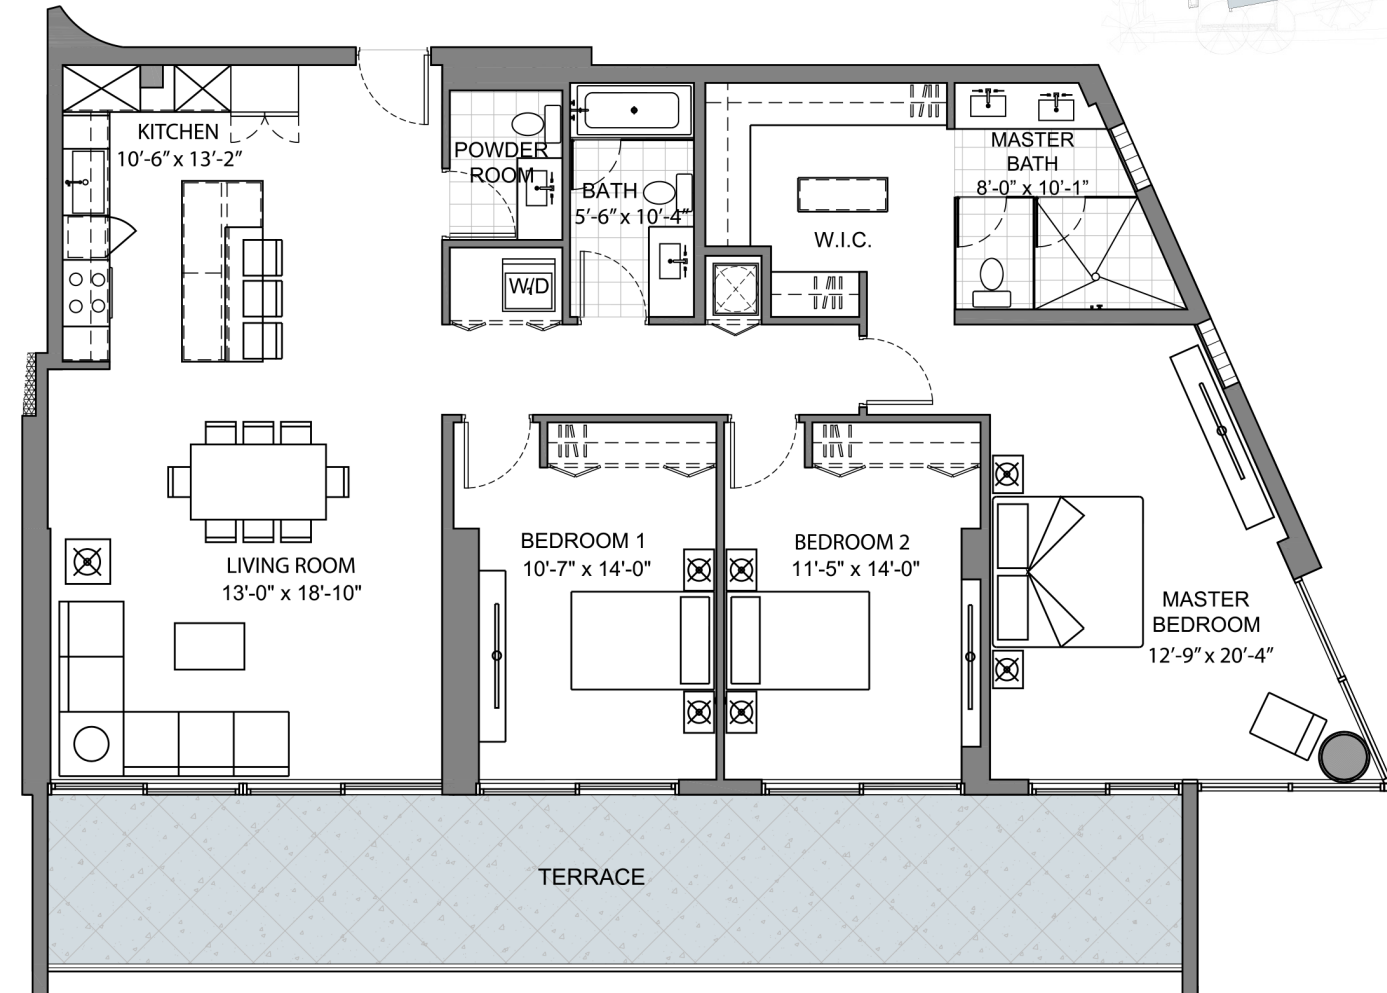 KITCHEN
10'-6" x 13'-2"
POWDER
ROOM
BATH
5'-6" x 10'-4"
W/D
W.I.C.
MASTER
BATH
8'-0" x 10'-1"
LIVING ROOM
13'-0" x 18'-10"
BEDROOM 1
10'-7" x 14'-0"
BEDROOM 2
11'-5" x 14'-0"
MASTER
BEDROOM
12'-9" x 20'-4"
TERRACE